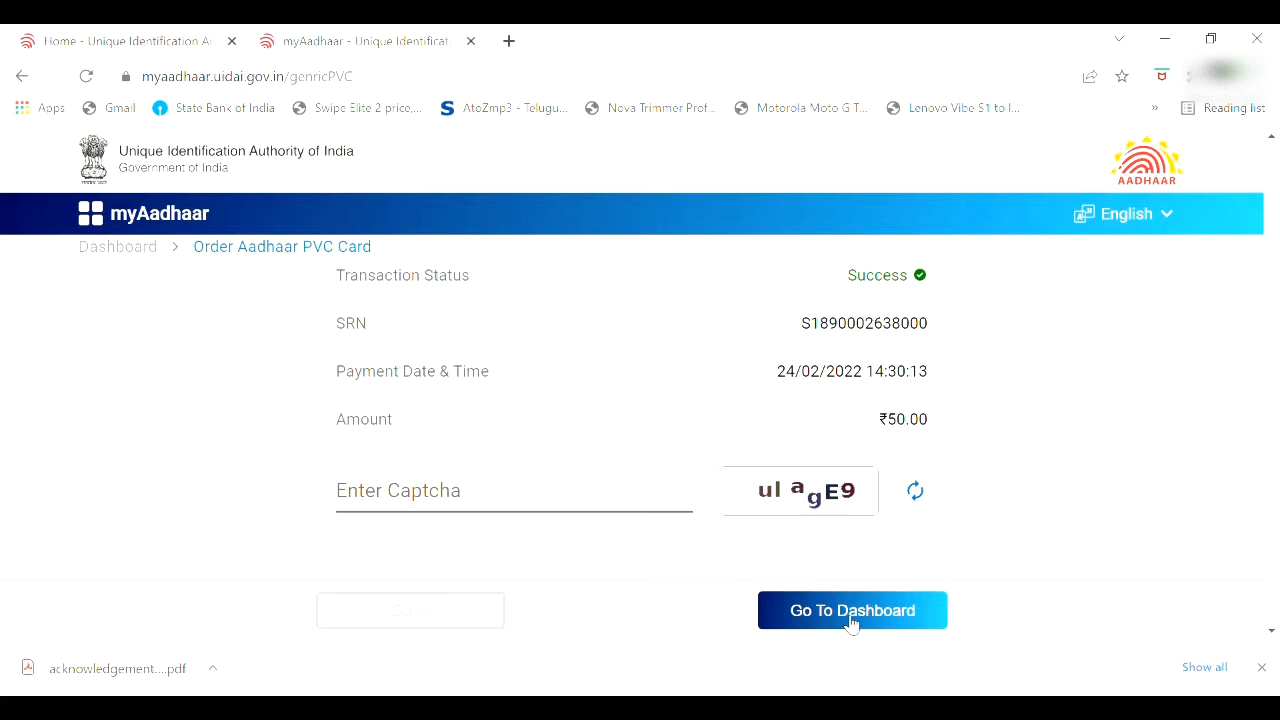 Home - Unique Identification A
myAadhaar - Unique Identificat
myaadhaar.uidai.gov.in/genricPVC
Apps
Gmail
State Bank of India
Swipe Elite 2 price,...
AtoZmp3 - Telugu...
Nova Trimmer Prof...
Motorola Moto G T...
Lenovo Vibe S1 to l...
»
Reading list
Unique Identification Authority of India
Government of India
AADHAAR
myAadhaar
English
Dashboard > Order Aadhaar PVC Card
Transaction Status Success
SRN S1890002638000
Payment Date & Time 24/02/2022 14:30:13
Amount ₹50.00
Enter Captcha ulagE9
Go To Dashboard
acknowledgement....pdf
Show all